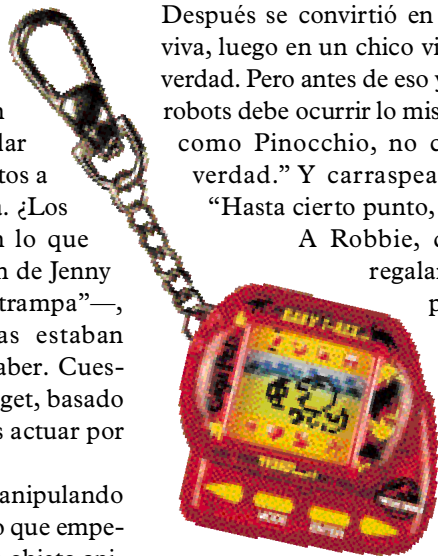 n
lar
tos a
a. ¿Los
n lo que
n de Jenny
trampa”—,
as estaban
aber. Cues-
get, basado
s actuar por
anipulando
o que empe-
objeto ani-
Después se convirtió en
viva, luego en un chico vi
verdad. Pero antes de eso y
robots debe ocurrir lo mis
como Pinocchio, no c
verdad.” Y carraspea
“Hasta cierto punto,
A Robbie,
regalar
p